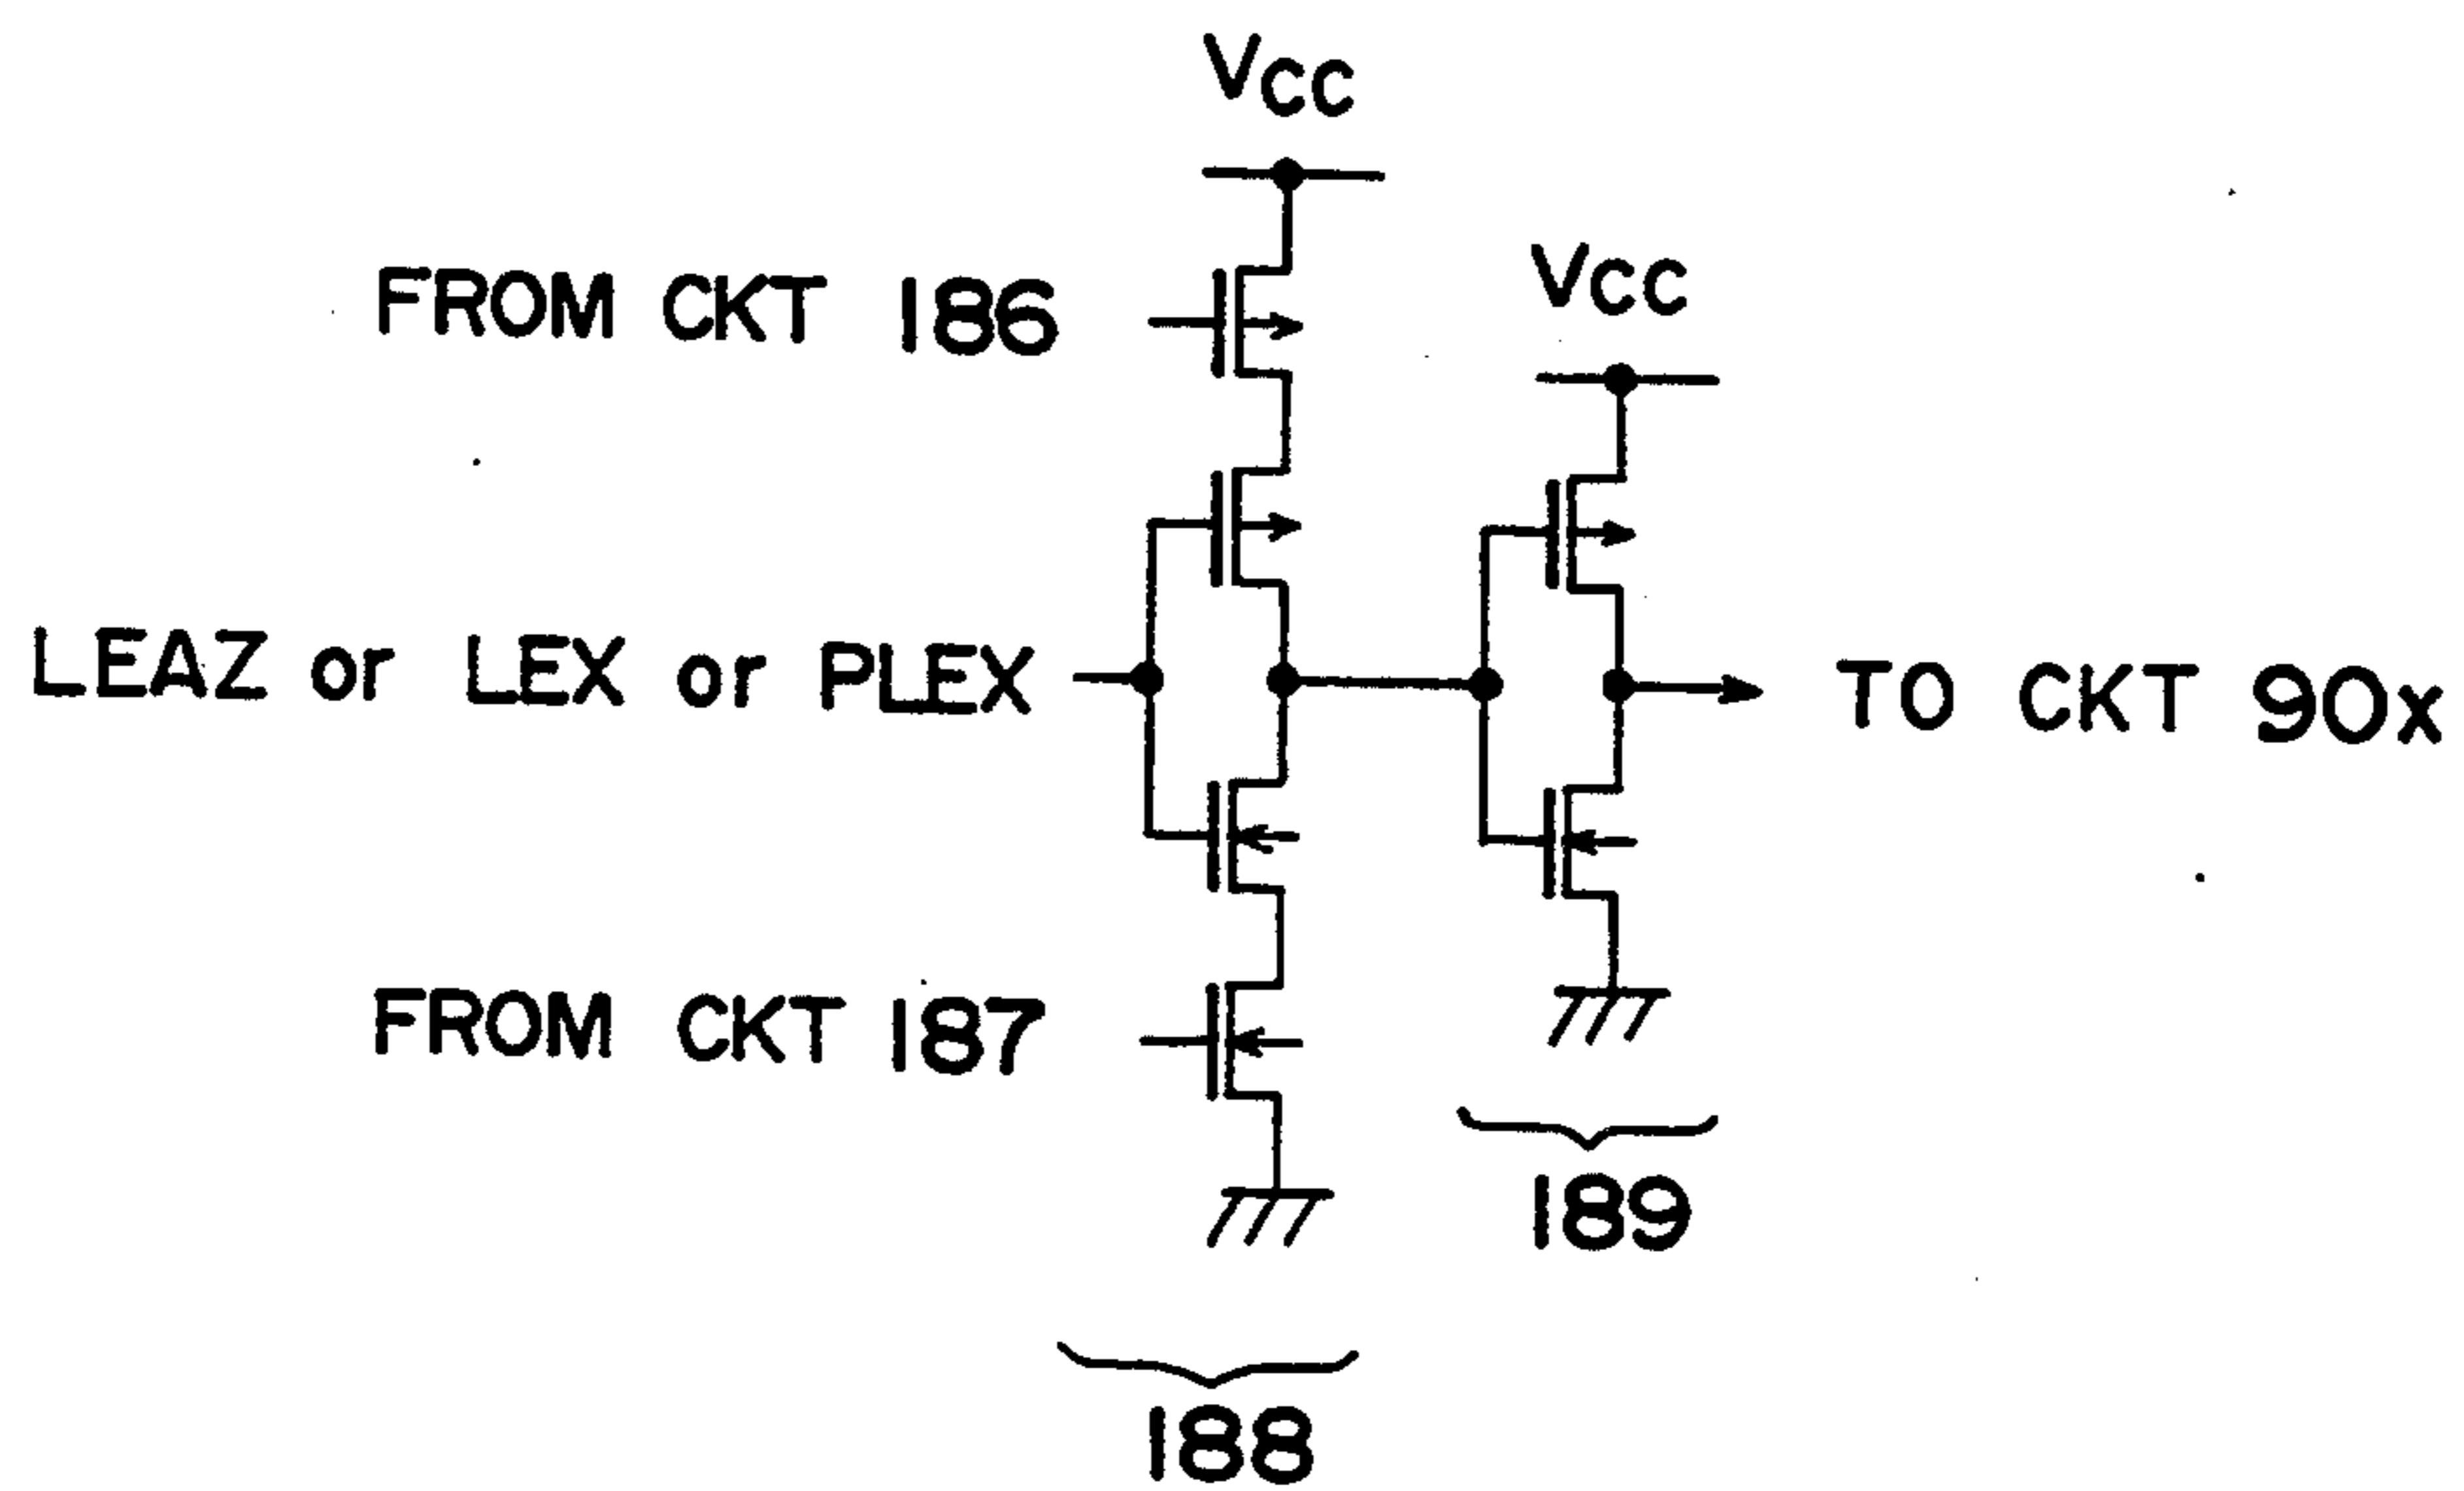 VCC
VCC
FROM CKT 186
LEAZ or LEX or PLEX
TO CKT 90x
FROM CKT 187
189
188